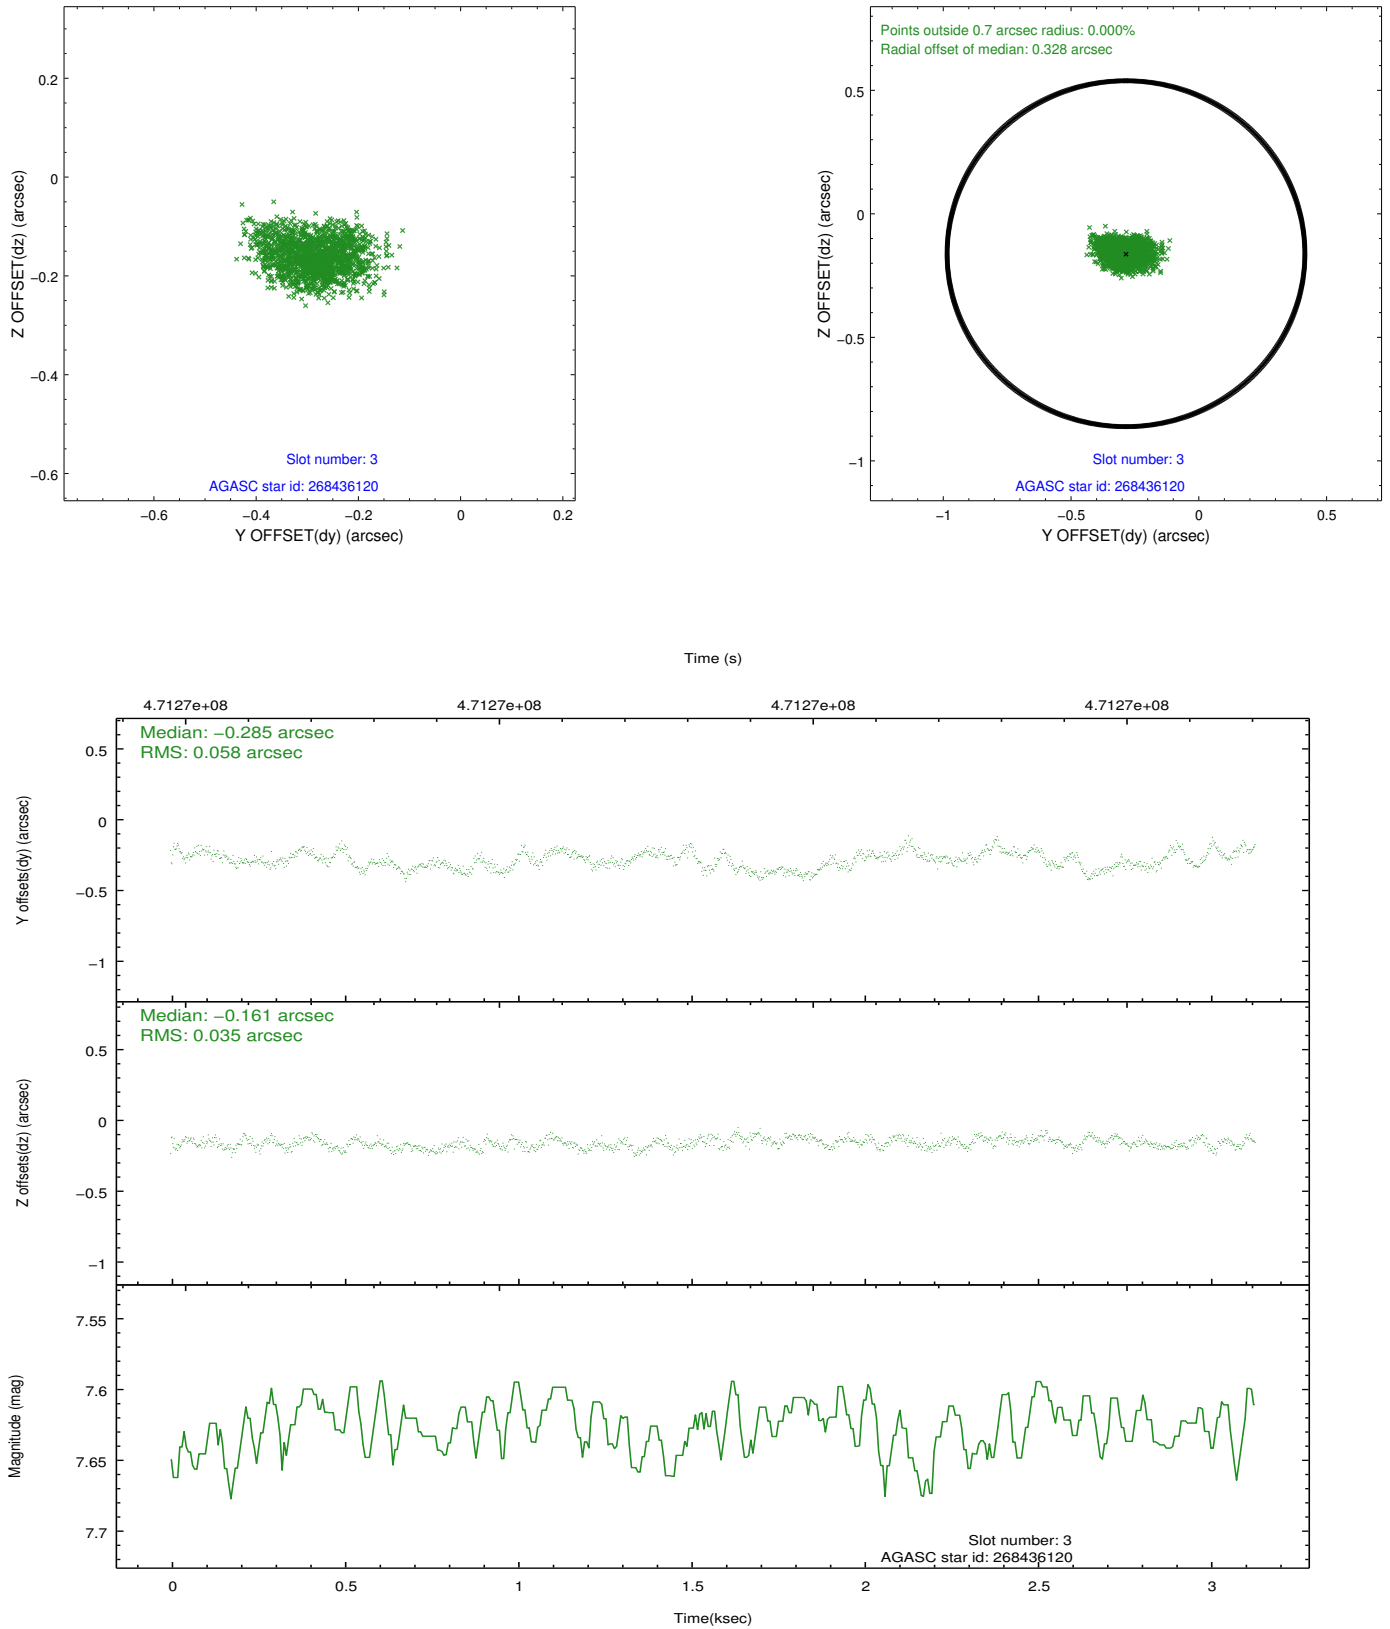 0.2
0
−0.2
−0.4
−0.6
Z OFFSET(dz) (arcsec)
Slot number: 3
AGASC star id: 268436120
−0.6
−0.4
−0.2
0
0.2
Y OFFSET(dy) (arcsec)
Points outside 0.7 arcsec radius: 0.000%
Radial offset of median: 0.328 arcsec
0.5
0
−0.5
−1
Z OFFSET(dz) (arcsec)
Slot number: 3
AGASC star id: 268436120
−1
−0.5
0
0.5
Y OFFSET(dy) (arcsec)
Time (s)
4.7127e+08
4.7127e+08
4.7127e+08
4.7127e+08
Median: −0.285 arcsec
RMS: 0.058 arcsec
0.5
0
−0.5
−1
Y offsets(dy) (arcsec)
Median: −0.161 arcsec
RMS: 0.035 arcsec
0.5
0
−0.5
−1
Z offsets(dz) (arcsec)
7.55
7.6
7.65
7.7
Magnitude (mag)
Slot number: 3
AGASC star id: 268436120
0
0.5
1
1.5
2
2.5
3
Time(ksec)